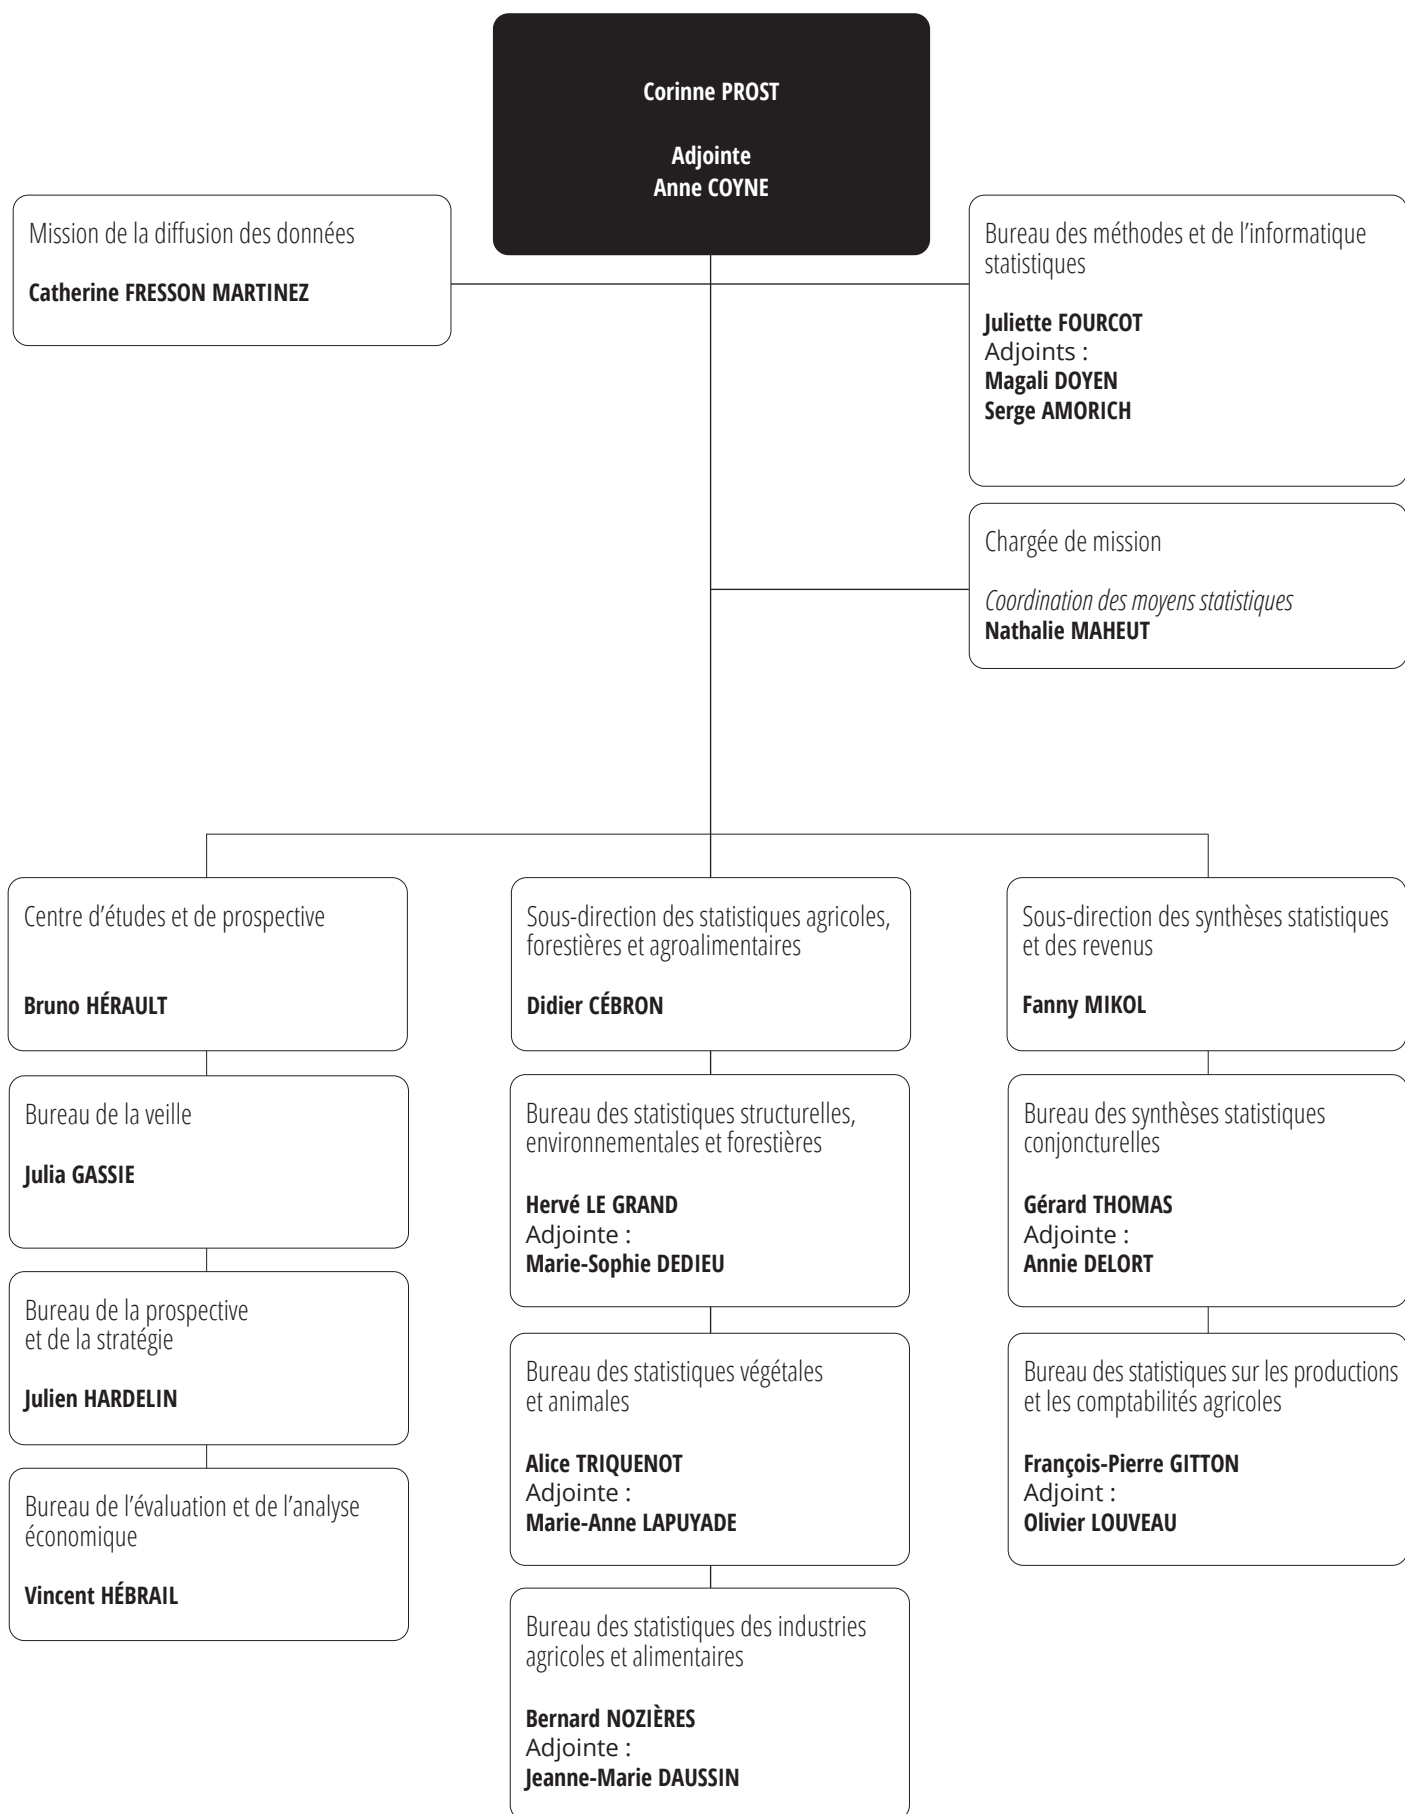 Corinne PROST
Adjointe
Anne COYNE
Mission de la diffusion des données
Catherine FRESSON MARTINEZ
Bureau des méthodes et de l’informatique
statistiques
Juliette FOURCOT
Adjoints :
Magali DOYEN
Serge AMORICH
Chargée de mission
Coordination des moyens statistiques
Nathalie MAHEUT
Centre d’études et de prospective
Bruno HÉRAULT
Bureau de la veille
Julia GASSIE
Bureau de la prospective
et de la stratégie
Julien HARDELIN
Bureau de l’évaluation et de l’analyse
économique
Vincent HÉBRAIL
Sous-direction des statistiques agricoles,
forestières et agroalimentaires
Didier CÉBRON
Bureau des statistiques structurelles,
environnementales et forestières
Hervé LE GRAND
Adjointe :
Marie-Sophie DEDIEU
Bureau des statistiques végétales
et animales
Alice TRIQUENOT
Adjointe :
Marie-Anne LAPUYADE
Bureau des statistiques des industries
agricoles et alimentaires
Bernard NOZIÈRES
Adjointe :
Jeanne-Marie DAUSSIN
Sous-direction des synthèses statistiques
et des revenus
Fanny MIKOL
Bureau des synthèses statistiques
conjoncturelles
Gérard THOMAS
Adjointe :
Annie DELORT
Bureau des statistiques sur les productions
et les comptabilités agricoles
François-Pierre GITTON
Adjoint :
Olivier LOUVEAU